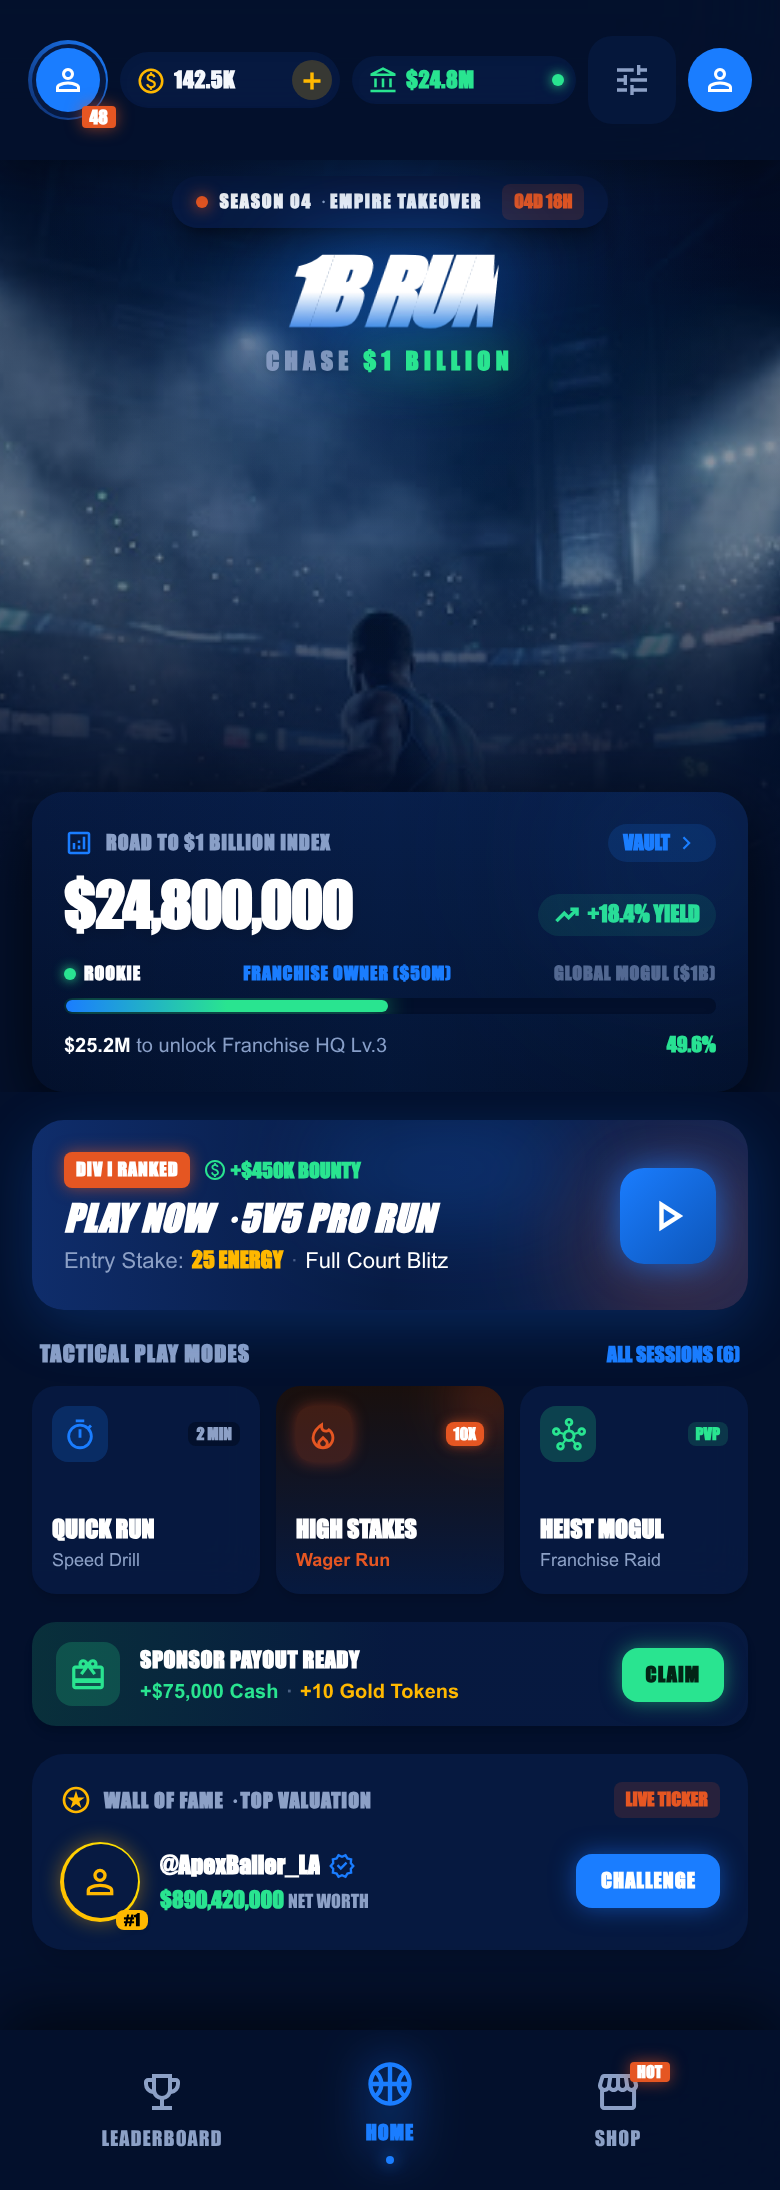 48
142.5K
$24.8M
SEASON 04 · EMPIRE TAKEOVER 04D 18H
1B RUN
CHASE $1 BILLION
ROAD TO $1 BILLION INDEX VAULT
$24,800,000 +18.4% YIELD
ROOKIE FRANCHISE OWNER ($50M) GLOBAL MOGUL ($1B)
$25.2M to unlock Franchise HQ Lv.3 49.6%
DIV I RANKED +$450K BOUNTY
PLAY NOW · 5V5 PRO RUN
Entry Stake: 25 ENERGY · Full Court Blitz
TACTICAL PLAY MODES ALL SESSIONS (6)
2 MIN
QUICK RUN
Speed Drill
10X
HIGH STAKES
Wager Run
PVP
HEIST MOGUL
Franchise Raid
SPONSOR PAYOUT READY
+$75,000 Cash · +10 Gold Tokens
CLAIM
WALL OF FAME · TOP VALUATION LIVE TICKER
@ApexBaller_LA
$890,420,000 NET WORTH
#1
CHALLENGE
LEADERBOARD
HOME
HOT
SHOP